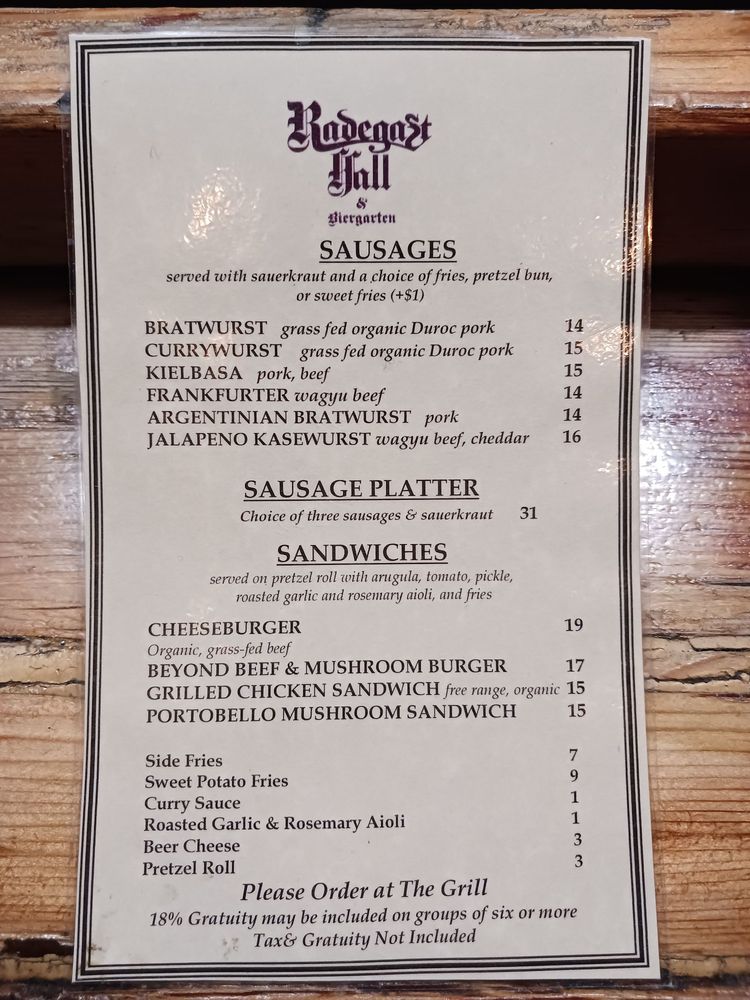 Radegast
Hall
&
Biergarten
SAUSAGES
served with sauerkraut and a choice of fries, pretzel bun,
or sweet fries (+$1)
BRATWURST grass fed organic Duroc pork 14
CURRYWURST grass fed organic Duroc pork 15
KIELBASA pork, beef 15
FRANKFURTER wagyu beef 14
ARGENTINIAN BRATWURST pork 14
JALAPENO KASEWURST wagyu beef, cheddar 16
SAUSAGE PLATTER
Choice of three sausages & sauerkraut 31
SANDWICHES
served on pretzel roll with arugula, tomato, pickle,
roasted garlic and rosemary aioli, and fries
CHEESEBURGER 19
Organic, grass-fed beef
BEYOND BEEF & MUSHROOM BURGER 17
GRILLED CHICKEN SANDWICH free range, organic 15
PORTOBELLO MUSHROOM SANDWICH 15
Side Fries 7
Sweet Potato Fries 9
Curry Sauce 1
Roasted Garlic & Rosemary Aioli 1
Beer Cheese 3
Pretzel Roll 3
Please Order at The Grill
18% Gratuity may be included on groups of six or more
Tax& Gratuity Not Included